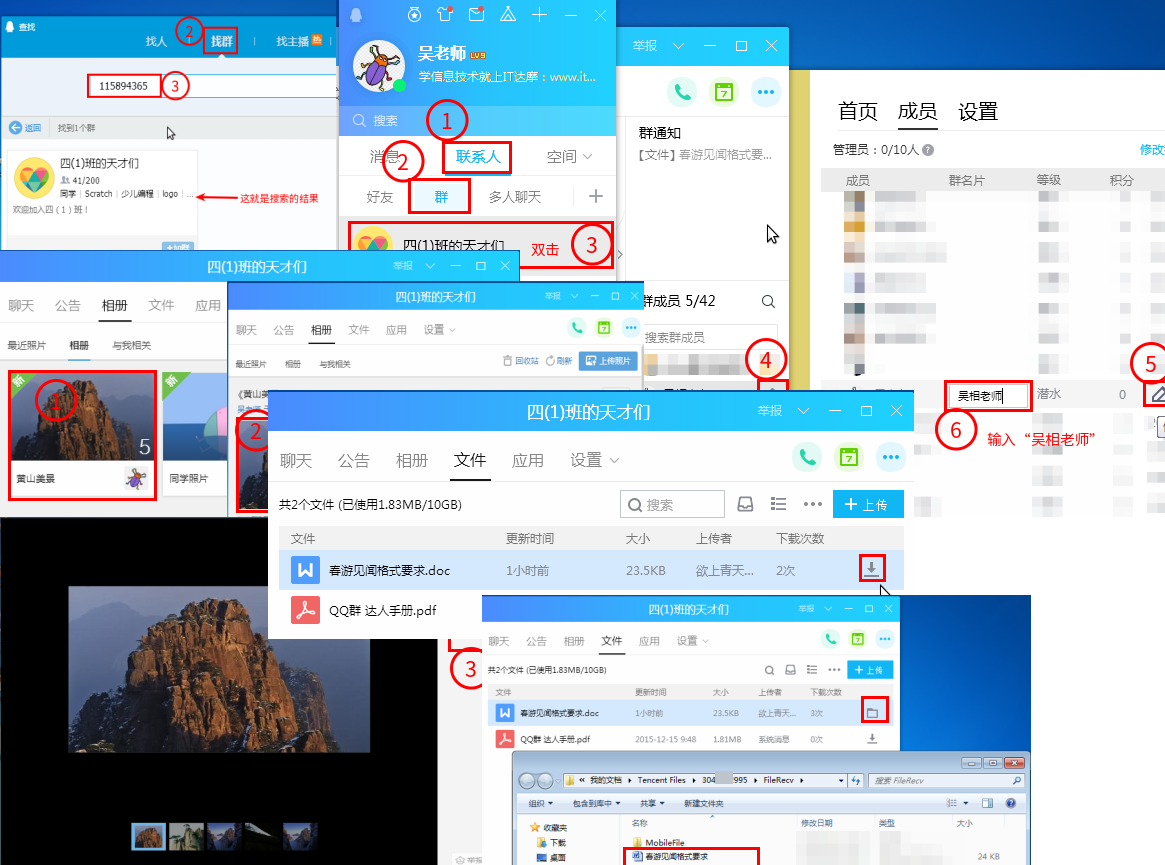 查找
找人
②
找群
找主播
热
115894365
③
返回
找到1个群
四(1)班的天才们
41/200
同学
Scratch
少儿编程
logo
...
欢迎加入四（1）班！
这就是搜索的结果
+加群
吴老师
LV9
学信息技术就上IT达摩：www.it...
搜索
①
消息
②
联系人
空间
好友
群
多人聊天
四(1)班的天才们
双击
③
举报
7
群通知
【文件】春游见闻格式要...
群成员 5/42
搜索群成员
④
首页
成员
设置
管理员：0/10人
修改
成员
群名片
等级
积分
吴相老师
潜水
0
⑤
⑥
输入“吴相老师”
四(1)班的天才们
举报
聊天
公告
相册
文件
应用
最近照片
相册
与我相关
新
①
5
黄山美景
新
同学照片
四(1)班的天才们
举报
聊天
公告
相册
文件
应用
设置
7
最近照片
相册
与我相关
回收站
刷新
上传照片
《黄山
②
四(1)班的天才们
举报
聊天
公告
相册
文件
应用
设置
7
共2个文件 (已使用1.83MB/10GB)
搜索
上传
文件
更新时间
大小
上传者
下载次数
W
春游见闻格式要求.doc
1小时前
23.5KB
欲上青天...
2次
QQ群 达人手册.pdf
③
四(1)班的天才们
举报
聊天
公告
相册
文件
应用
设置
7
共2个文件 (已使用1.83MB/10GB)
上传
文件
更新时间
大小
上传者
下载次数
W
春游见闻格式要求.doc
1小时前
23.5KB
欲上青天...
3次
QQ群 达人手册.pdf
2015-12-15 9:48
1.81MB
系统消息
0次
« 我的文档
Tencent Files
304
995
FileRecv
搜索 FileRecv
组织
包含到库中
共享
新建文件夹
收藏夹
下载
桌面
名称
修改日期
类型
大小
MobileFile
春游见闻格式要求
24 KB
举报